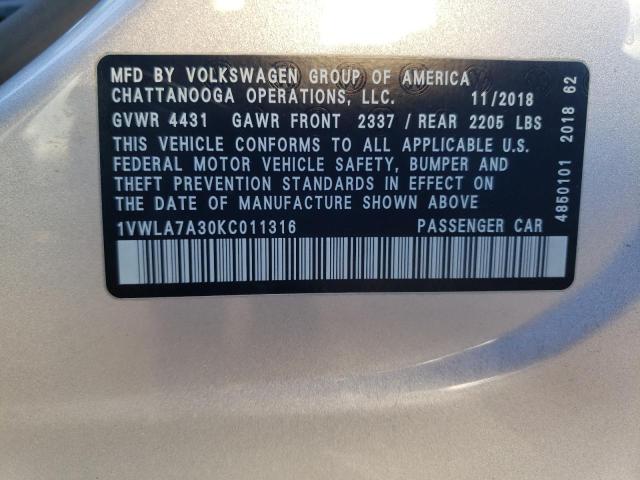 MFD BY VOLKSWAGEN GROUP OF AMERICA
CHATTANOOGA OPERATIONS, LLC. 11/2018
GVWR 4431 GAWR FRONT 2337 / REAR 2205 LBS
THIS VEHICLE CONFORMS TO ALL APPLICABLE U.S.
FEDERAL MOTOR VEHICLE SAFETY, BUMPER AND
THEFT PREVENTION STANDARDS IN EFFECT ON
THE DATE OF MANUFACTURE SHOWN ABOVE
1VWLA7A30KC011316 PASSENGER CAR
4850101 2018 62